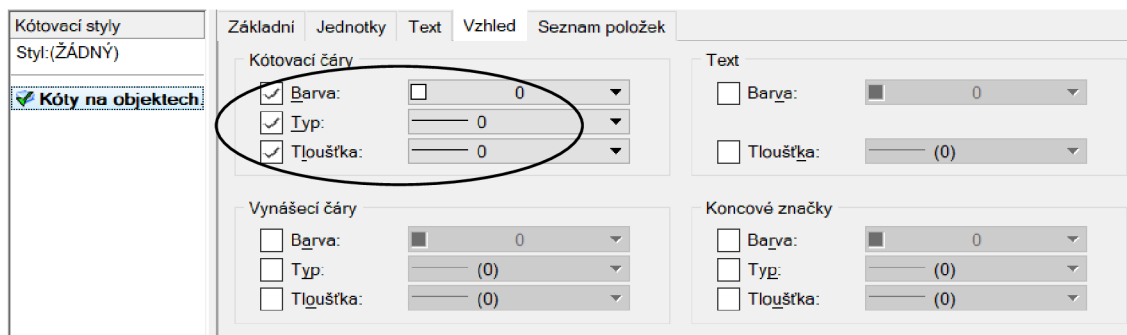 Kótovací styly
Styl:(ŽÁDNÝ)
Kóty na objektech.
Základní Jednotky Text Vzhled Seznam položek
Kótovací čáry
Barva: 0
Typ: 0
Tloušťka: 0
Text
Barva: 0
Tloušťka: (0)
Vynášecí čáry
Barva: 0
Typ: (0)
Tloušťka: (0)
Koncové značky
Barva: 0
Typ: (0)
Tloušťka: (0)